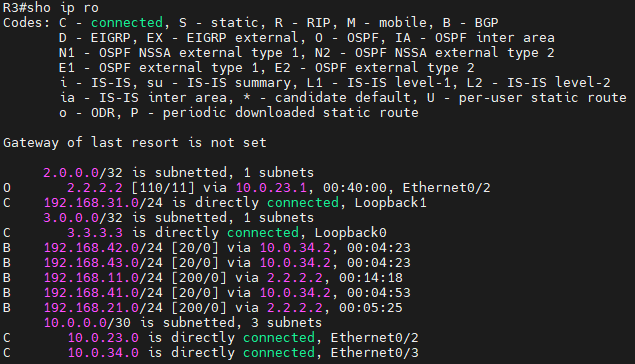 R3#sho ip ro
Codes: C - connected, S - static, R - RIP, M - mobile, B - BGP
       D - EIGRP, EX - EIGRP external, O - OSPF, IA - OSPF inter area
       N1 - OSPF NSSA external type 1, N2 - OSPF NSSA external type 2
       E1 - OSPF external type 1, E2 - OSPF external type 2
       i - IS-IS, su - IS-IS summary, L1 - IS-IS level-1, L2 - IS-IS level-2
       ia - IS-IS inter area, * - candidate default, U - per-user static route
       o - ODR, P - periodic downloaded static route

Gateway of last resort is not set

     2.0.0.0/32 is subnetted, 1 subnets
O       2.2.2.2 [110/11] via 10.0.23.1, 00:40:00, Ethernet0/2
C    192.168.31.0/24 is directly connected, Loopback1
     3.0.0.0/32 is subnetted, 1 subnets
C       3.3.3.3 is directly connected, Loopback0
B    192.168.42.0/24 [20/0] via 10.0.34.2, 00:04:23
B    192.168.43.0/24 [20/0] via 10.0.34.2, 00:04:23
B    192.168.11.0/24 [200/0] via 2.2.2.2, 00:14:18
B    192.168.41.0/24 [20/0] via 10.0.34.2, 00:04:53
B    192.168.21.0/24 [200/0] via 2.2.2.2, 00:05:25
     10.0.0.0/30 is subnetted, 3 subnets
C       10.0.23.0 is directly connected, Ethernet0/2
C       10.0.34.0 is directly connected, Ethernet0/3